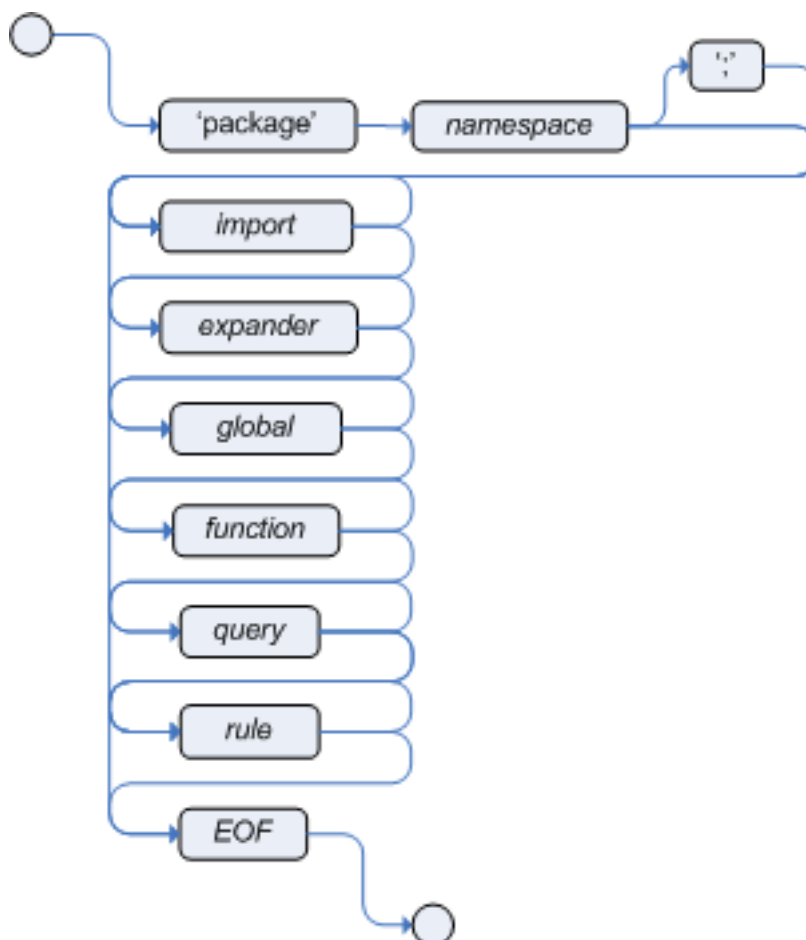 ';'
‘package’ namespace
import
expander
global
function
query
rule
EOF